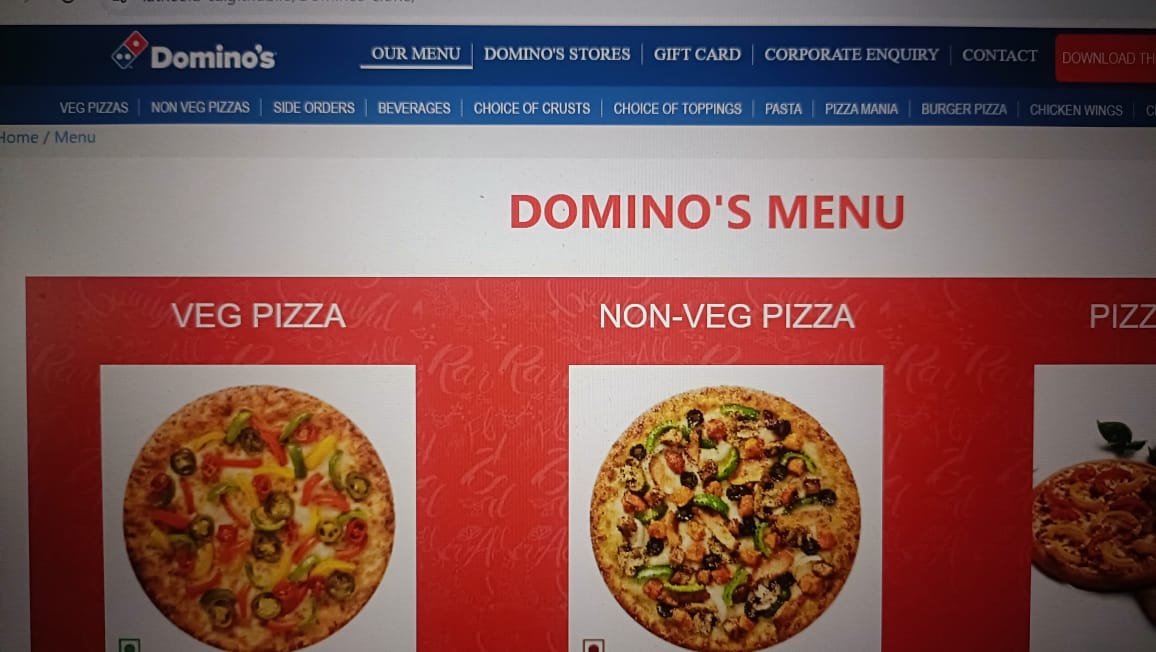 Domino's
OUR MENU
DOMINO'S STORES
GIFT CARD
CORPORATE ENQUIRY
CONTACT
DOWNLOAD
VEG PIZZAS
NON VEG PIZZAS
SIDE ORDERS
BEVERAGES
CHOICE OF CRUSTS
CHOICE OF TOPPINGS
PASTA
PIZZA MANIA
BURGER PIZZA
CHICKEN WINGS
Home / Menu
DOMINO'S MENU
VEG PIZZA
NON-VEG PIZZA